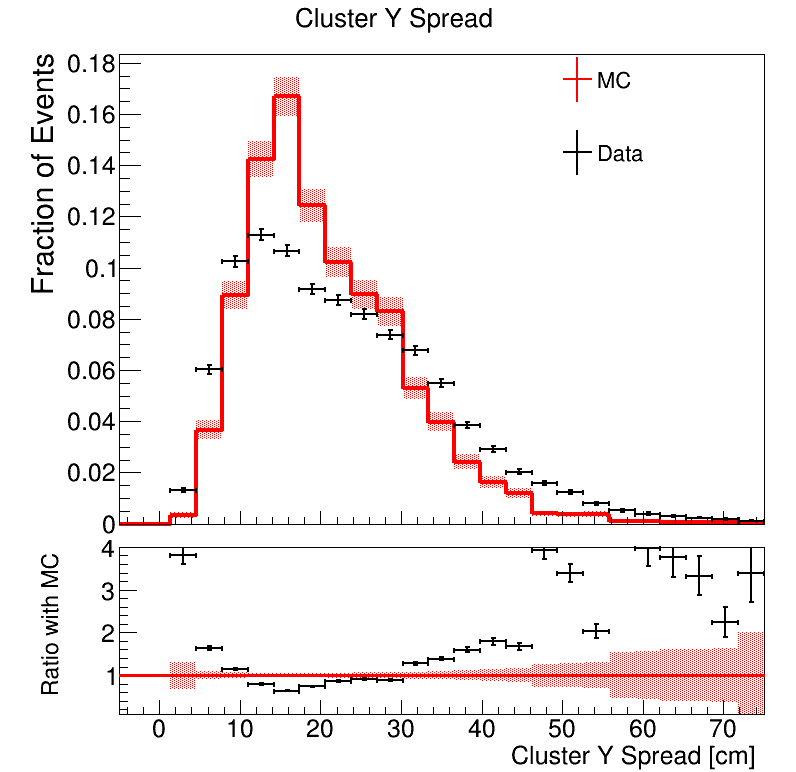 Cluster Y Spread
Fraction of Events
0.18
0.16
0.14
0.12
0.1
0.08
0.06
0.04
0.02
0
MC
Data
Ratio with MC
4
3
2
1
0 10 20 30 40 50 60 70
Cluster Y Spread [cm]